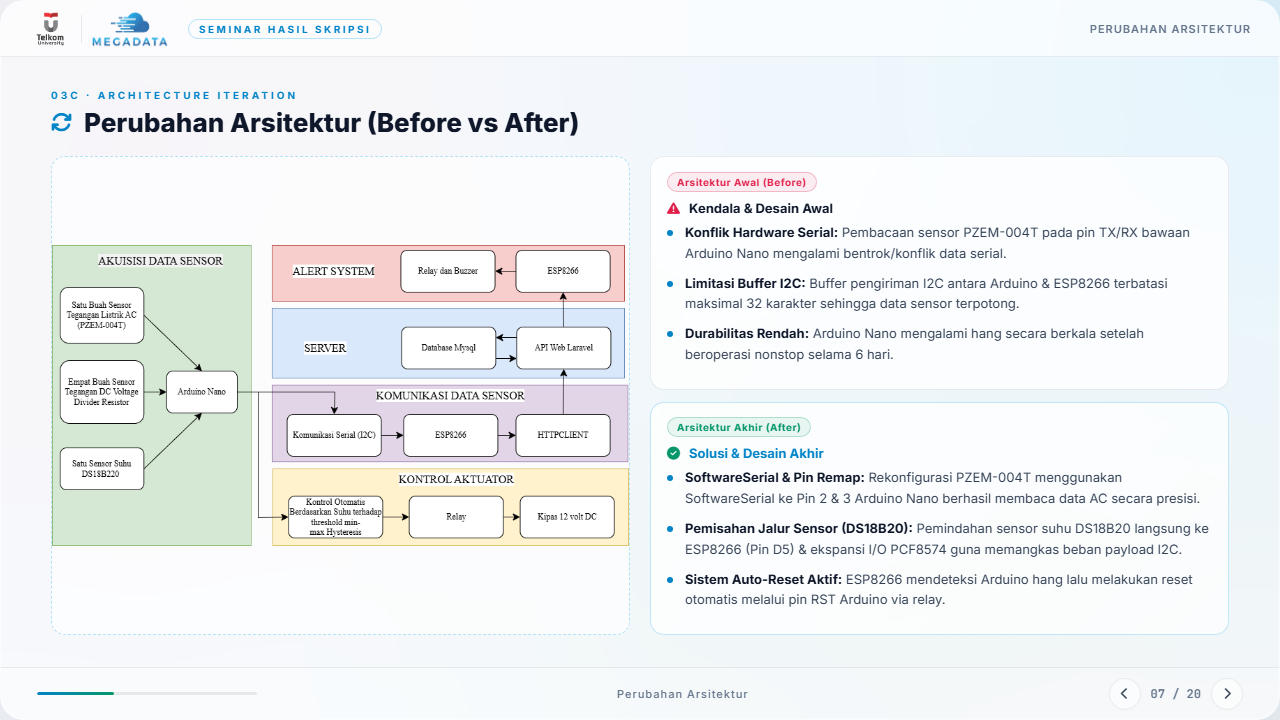 Telkom
University
MEGADATA
SEMINAR HASIL SKRIPSI
PERUBAHAN ARSITEKTUR
03C · ARCHITECTURE ITERATION
Perubahan Arsitektur (Before vs After)
AKUISISI DATA SENSOR
Satu Buah Sensor
Tegangan Listrik AC
(PZEM-004T)
Empat Buah Sensor
Tegangan DC Voltage
Divider Resistor
Satu Sensor Suhu
DS18B220
Arduino Nano
ALERT SYSTEM
Relay dan Buzzer
ESP8266
SERVER
Database Mysql
API Web Laravel
KOMUNIKASI DATA SENSOR
Komunikasi Serial (I2C)
ESP8266
HTTPCLIENT
KONTROL AKTUATOR
Kontrol Otomatis
Berdasarkan Suhu terhadap
threshold min-
max Hysteresis
Relay
Kipas 12 volt DC
Arsitektur Awal (Before)
Kendala & Desain Awal
Konflik Hardware Serial: Pembacaan sensor PZEM-004T pada pin TX/RX bawaan
Arduino Nano mengalami bentrok/konflik data serial.
Limitasi Buffer I2C: Buffer pengiriman I2C antara Arduino & ESP8266 terbatasi
maksimal 32 karakter sehingga data sensor terpotong.
Durabilitas Rendah: Arduino Nano mengalami hang secara berkala setelah
beroperasi nonstop selama 6 hari.
Arsitektur Akhir (After)
Solusi & Desain Akhir
SoftwareSerial & Pin Remap: Rekonfigurasi PZEM-004T menggunakan
SoftwareSerial ke Pin 2 & 3 Arduino Nano berhasil membaca data AC secara presisi.
Pemisahan Jalur Sensor (DS18B20): Pemindahan sensor suhu DS18B20 langsung ke
ESP8266 (Pin D5) & ekspansi I/O PCF8574 guna memangkas beban payload I2C.
Sistem Auto-Reset Aktif: ESP8266 mendeteksi Arduino hang lalu melakukan reset
otomatis melalui pin RST Arduino via relay.
Perubahan Arsitektur
07 / 20